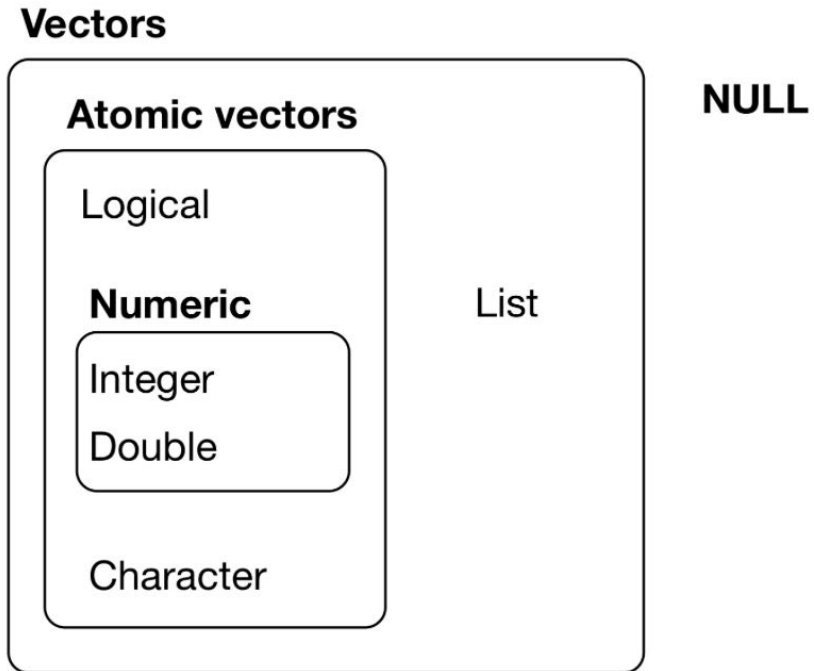 Vectors
NULL
Atomic vectors
Logical
Numeric
List
Integer
Double
Character